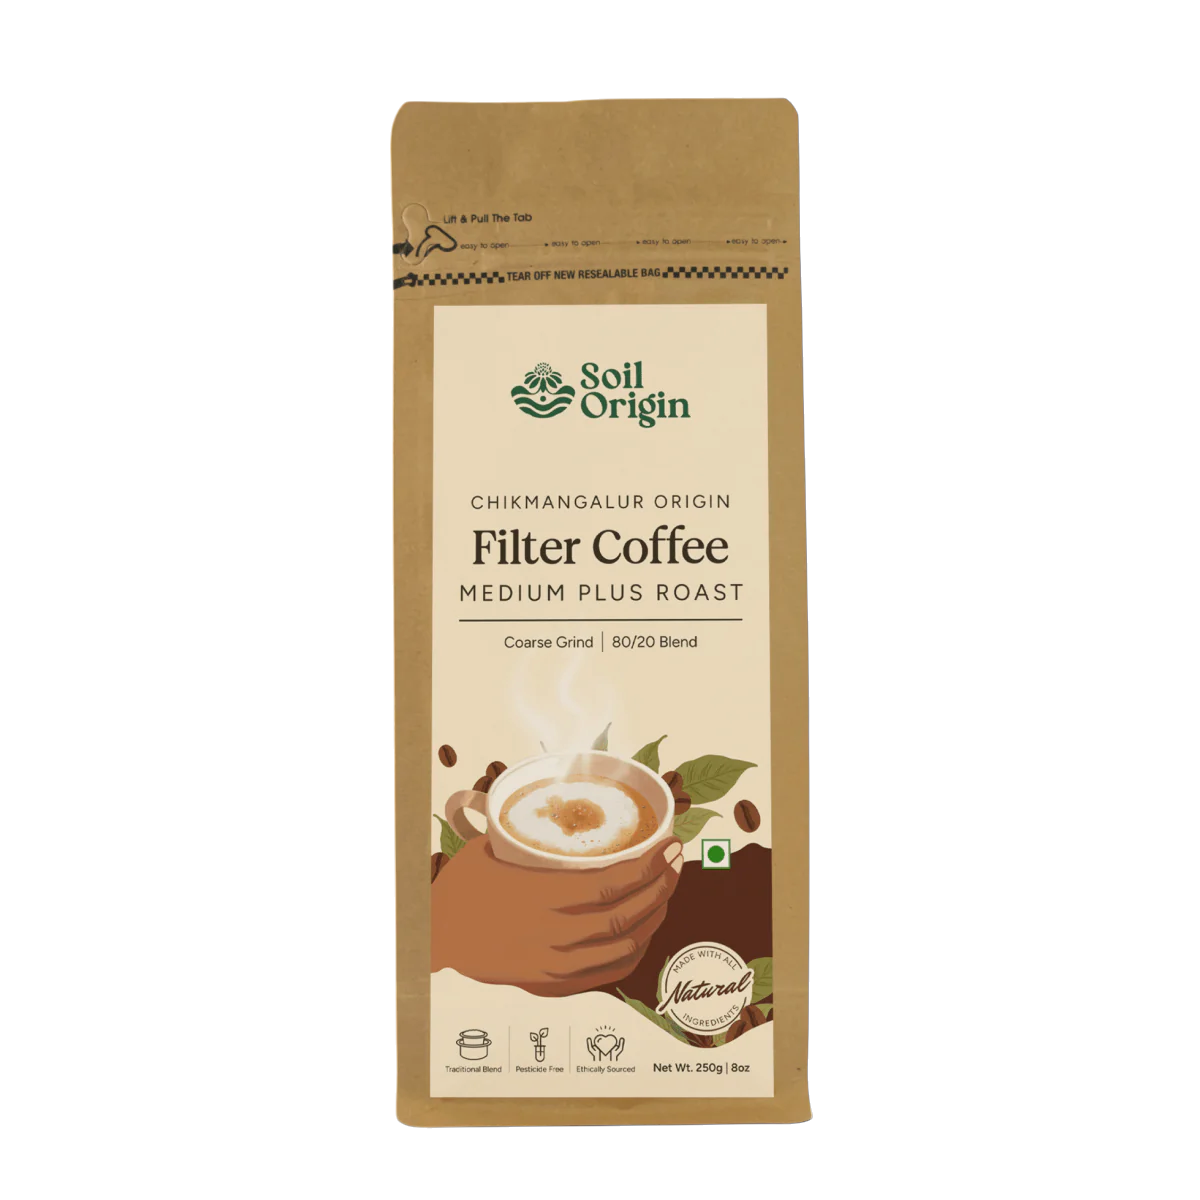 Lift & Pull The Tab
easy to open
easy to open
easy to open
easy to open
TEAR OFF NEW RESEALABLE BAG
Soil
Origin
CHIKMANGALUR ORIGIN
Filter Coffee
MEDIUM PLUS ROAST
Coarse Grind | 80/20 Blend
MADE WITH ALL
Natural
INGREDIENTS
Traditional Blend
Pesticide Free
Ethically Sourced
Net Wt. 250g | 8oz